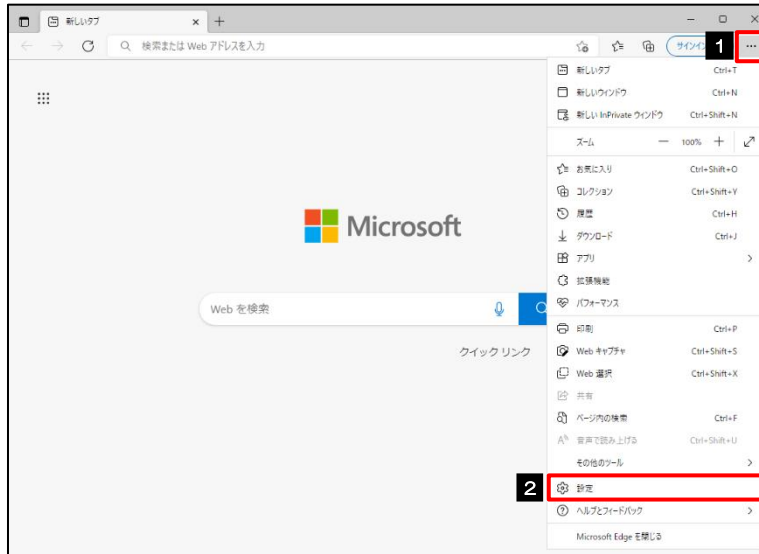 新しいタブ
検索または Web アドレスを入力
1
新しいタブ Ctrl+T
新しいウィンドウ Ctrl+N
新しい InPrivate ウィンドウ Ctrl+Shift+N
ズーム 100%
お気に入り Ctrl+Shift+O
コレクション Ctrl+Shift+Y
履歴 Ctrl+H
Microsoft
ダウンロード Ctrl+J
アプリ
拡張機能
パフォーマンス
Web を検索
印刷 Ctrl+P
クイック リンク
Web キャプチャ Ctrl+Shift+S
Web 選択 Ctrl+Shift+X
共有
ページ内の検索 Ctrl+F
音声で読み上げる Ctrl+Shift+U
その他のツール
2 設定
ヘルプとフィードバック
Microsoft Edge を閉じる